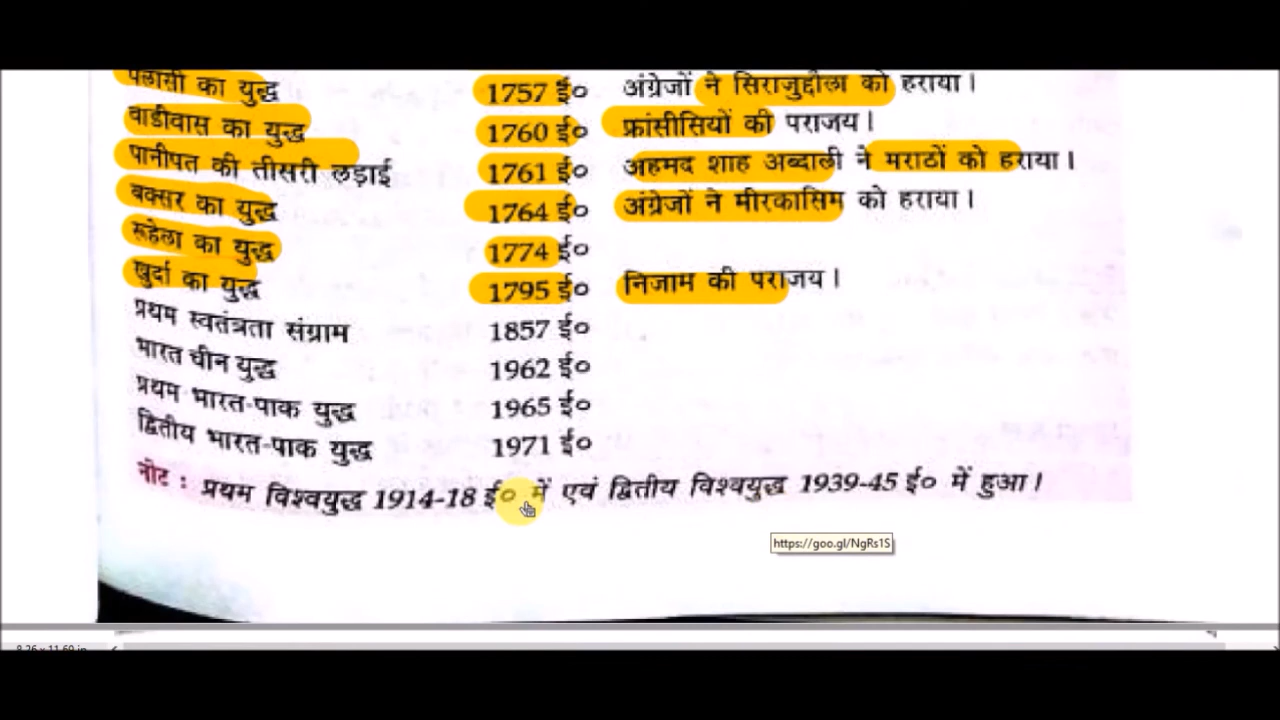 पलासी का युद्ध 1757 ई० अंग्रेजों ने सिराजुद्दौला को हराया।
वाडीवास का युद्ध 1760 ई० फ्रांसीसियों की पराजय।
पानीपत की तीसरी लड़ाई 1761 ई० अहमद शाह अब्दाली ने मराठों को हराया।
बक्सर का युद्ध 1764 ई० अंग्रेजों ने मीरकासिम को हराया।
रूहेला का युद्ध 1774 ई०
खुर्दा का युद्ध 1795 ई० निजाम की पराजय।
प्रथम स्वतंत्रता संग्राम 1857 ई०
भारत चीन युद्ध 1962 ई०
प्रथम भारत-पाक युद्ध 1965 ई०
द्वितीय भारत-पाक युद्ध 1971 ई०
नोट : प्रथम विश्वयुद्ध 1914-18 ई० में एवं द्वितीय विश्वयुद्ध 1939-45 ई० में हुआ।
https://goo.gl/NgRs1S